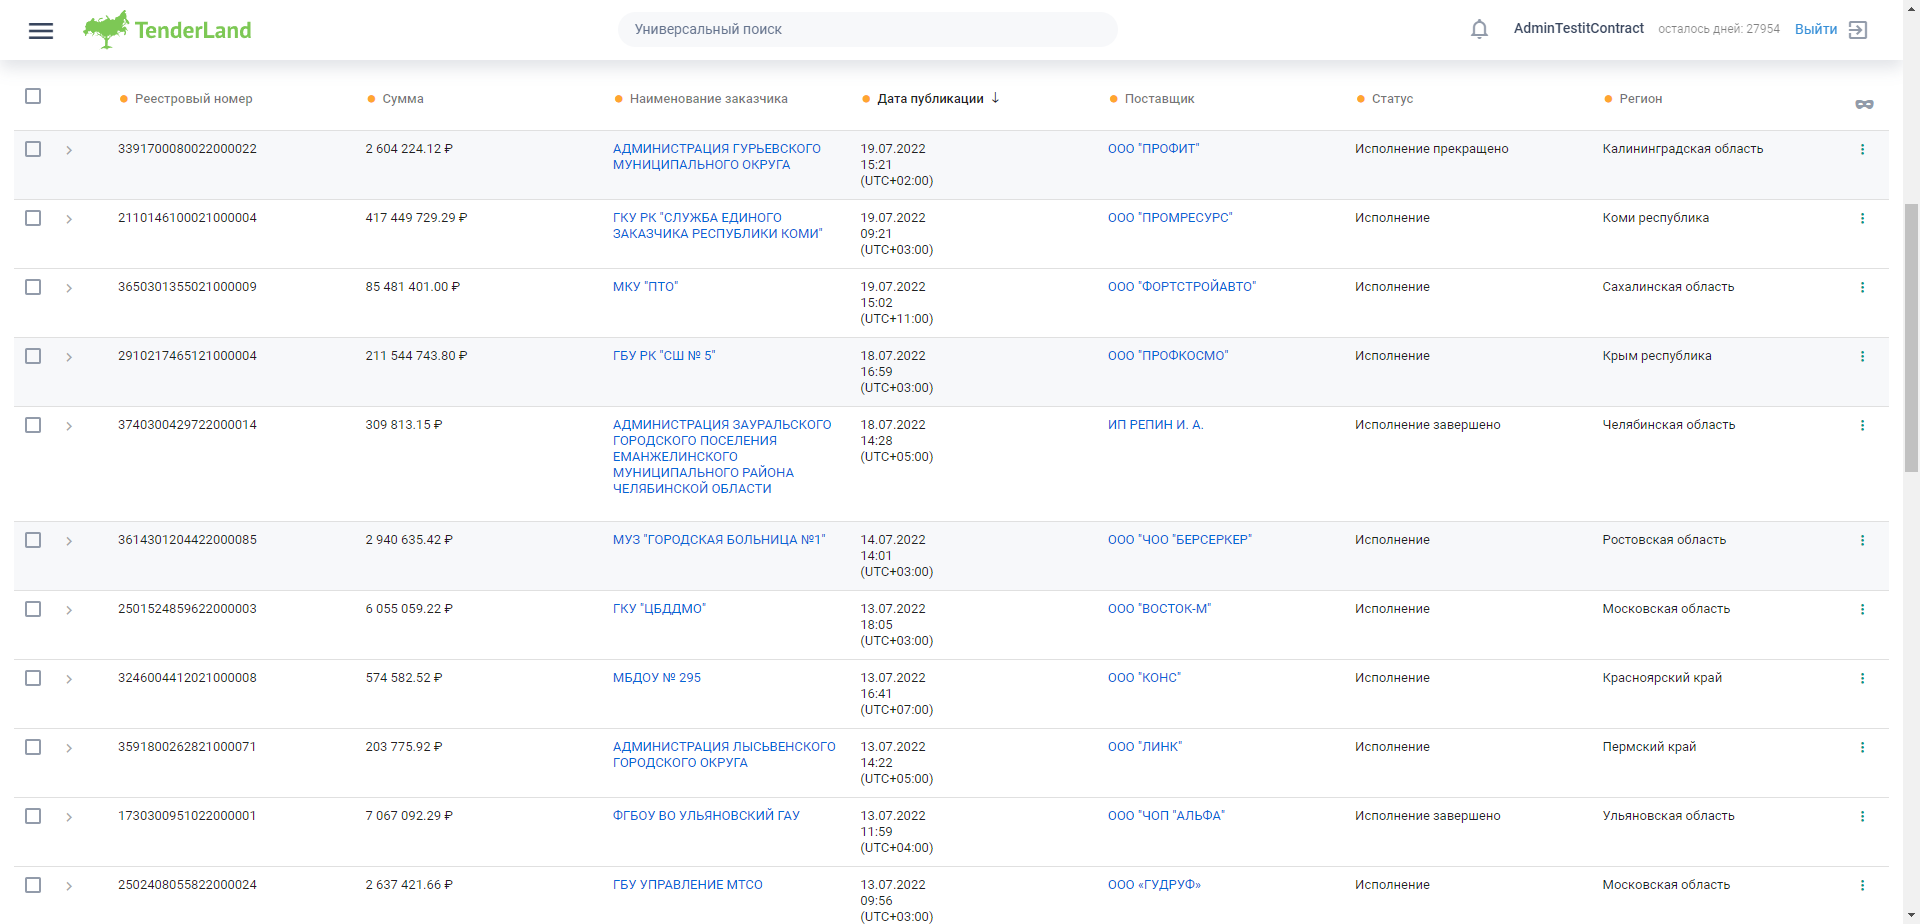 TenderLand
Универсальный поиск
AdminTestitContract осталось дней: 27954 Выйти
Реестровый номер Сумма Наименование заказчика Дата публикации ↓ Поставщик Статус Регион
3391700080022000022 2 604 224.12 ₽ АДМИНИСТРАЦИЯ ГУРЬЕВСКОГО 19.07.2022 ООО "ПРОФИТ" Исполнение прекращено Калининградская область
МУНИЦИПАЛЬНОГО ОКРУГА 15:21
(UTC+02:00)
2110146100021000004 417 449 729.29 ₽ ГКУ РК "СЛУЖБА ЕДИНОГО 19.07.2022 ООО "ПРОМРЕСУРС" Исполнение Коми республика
ЗАКАЗЧИКА РЕСПУБЛИКИ КОМИ" 09:21
(UTC+03:00)
3650301355021000009 85 481 401.00 ₽ МКУ "ПТО" 19.07.2022 ООО "ФОРТСТРОЙАВТО" Исполнение Сахалинская область
15:02
(UTC+11:00)
2910217465121000004 211 544 743.80 ₽ ГБУ РК "СШ № 5" 18.07.2022 ООО "ПРОФКОСМО" Исполнение Крым республика
16:59
(UTC+03:00)
3740300429722000014 309 813.15 ₽ АДМИНИСТРАЦИЯ ЗАУРАЛЬСКОГО 18.07.2022 ИП РЕПИН И. А. Исполнение завершено Челябинская область
ГОРОДСКОГО ПОСЕЛЕНИЯ 14:28
ЕМАНЖЕЛИНСКОГО (UTC+05:00)
МУНИЦИПАЛЬНОГО РАЙОНА
ЧЕЛЯБИНСКОЙ ОБЛАСТИ
3614301204422000085 2 940 635.42 ₽ МУЗ "ГОРОДСКАЯ БОЛЬНИЦА №1" 14.07.2022 ООО "ЧОО "БЕРСЕРКЕР" Исполнение Ростовская область
14:01
(UTC+03:00)
2501524859622000003 6 055 059.22 ₽ ГКУ "ЦБДДМО" 13.07.2022 ООО "ВОСТОК-М" Исполнение Московская область
18:05
(UTC+03:00)
3246004412021000008 574 582.52 ₽ МБДОУ № 295 13.07.2022 ООО "КОНС" Исполнение Красноярский край
16:41
(UTC+07:00)
3591800262821000071 203 775.92 ₽ АДМИНИСТРАЦИЯ ЛЫСЬВЕНСКОГО 13.07.2022 ООО "ЛИНК" Исполнение Пермский край
ГОРОДСКОГО ОКРУГА 14:22
(UTC+05:00)
1730300951022000001 7 067 092.29 ₽ ФГБОУ ВО УЛЬЯНОВСКИЙ ГАУ 13.07.2022 ООО "ЧОП "АЛЬФА" Исполнение завершено Ульяновская область
11:59
(UTC+04:00)
2502408055822000024 2 637 421.66 ₽ ГБУ УПРАВЛЕНИЕ МТСО 13.07.2022 ООО «ГУДРУФ» Исполнение Московская область
09:56
(UTC+03:00)